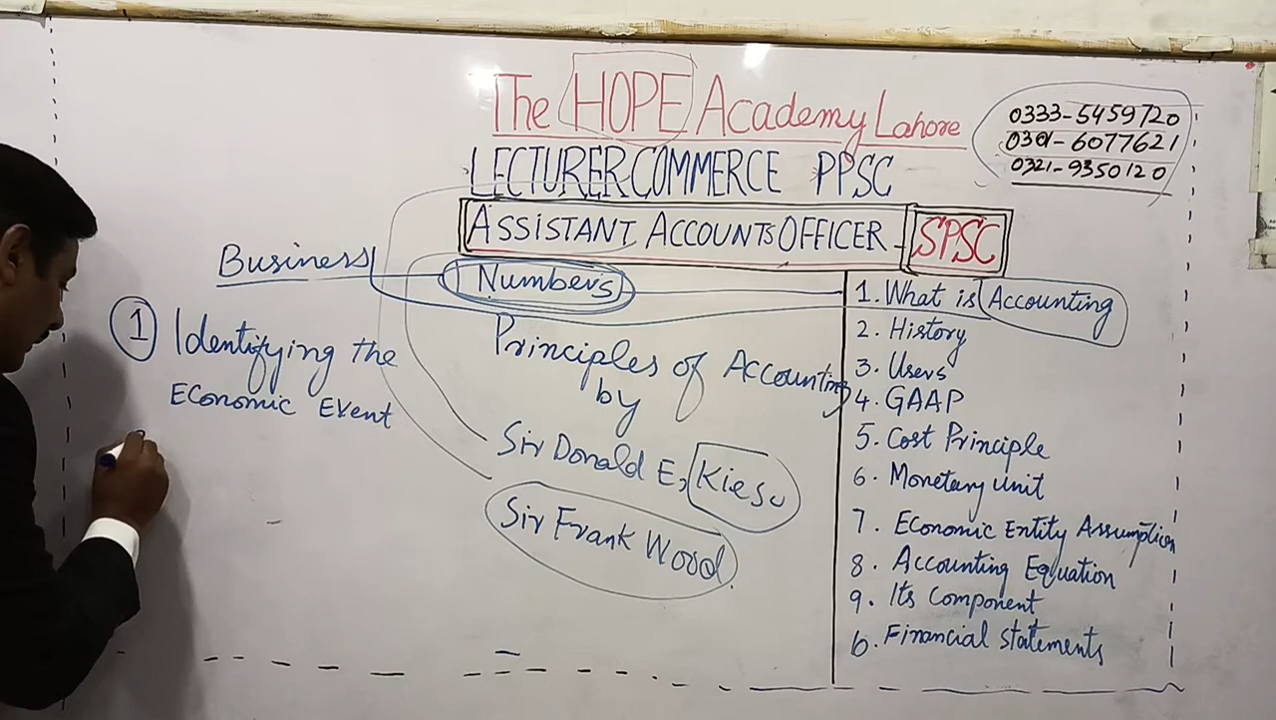 The HOPE Academy Lahore
0333-5459720
0301-6077621
0321-9350120
LECTURER COMMERCE PPSC
ASSISTANT ACCOUNTS OFFICER - SPSC
Business
Numbers
1 Identifying the
Economic Event
Principles of Accounting
by
Sir Donald E, Kieso
Sir Frank Wood.
1. What is Accounting
2. History
3. Users
4. GAAP
5. Cost Principle
6. Monetary unit
7. Economic Entity Assumption
8. Accounting Equation
9. Its Component
10. Financial Statements